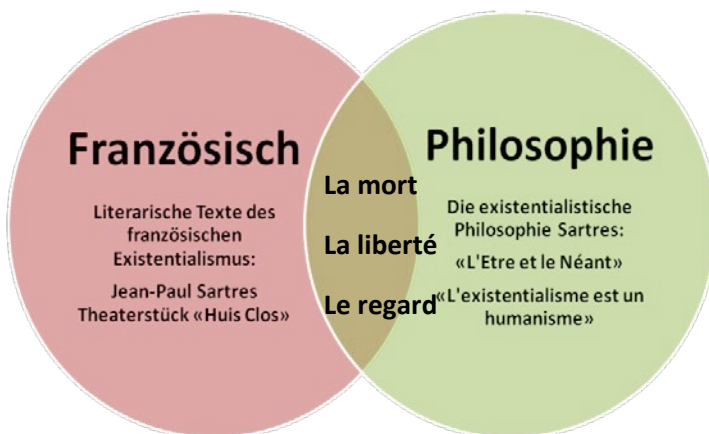 Französisch
Literarische Texte des
französischen
Existentialismus:
Jean-Paul Sartres
Theaterstück «Huis Clos»
La mort
La liberté
Le regard
Philosophie
Die existentialistische
Philosophie Sartres:
«L'Etre et le Néant»
«L'existentialisme est un
humanisme»